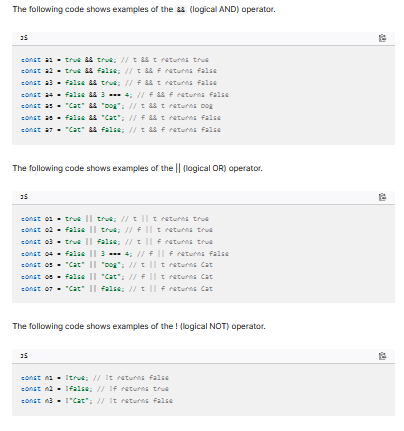 The following code shows examples of the && (logical AND) operator.
JS
const a1 = true && true; // t && t returns true
const a2 = true && false; // t && f returns false
const a3 = false && true; // f && t returns false
const a4 = false && 3 === 4; // f && f returns false
const a5 = "Cat" && "Dog"; // t && t returns Dog
const a6 = false && "Cat"; // f && t returns false
const a7 = "Cat" && false; // t && f returns false
The following code shows examples of the || (logical OR) operator.
JS
const o1 = true || true; // t || t returns true
const o2 = false || true; // f || t returns true
const o3 = true || false; // t || f returns true
const o4 = false || 3 === 4; // f || f returns false
const o5 = "Cat" || "Dog"; // t || t returns Cat
const o6 = false || "Cat"; // f || t returns Cat
const o7 = "Cat" || false; // t || f returns Cat
The following code shows examples of the ! (logical NOT) operator.
JS
const n1 = !true; // !t returns false
const n2 = !false; // !f returns true
const n3 = !"Cat"; // !t returns false